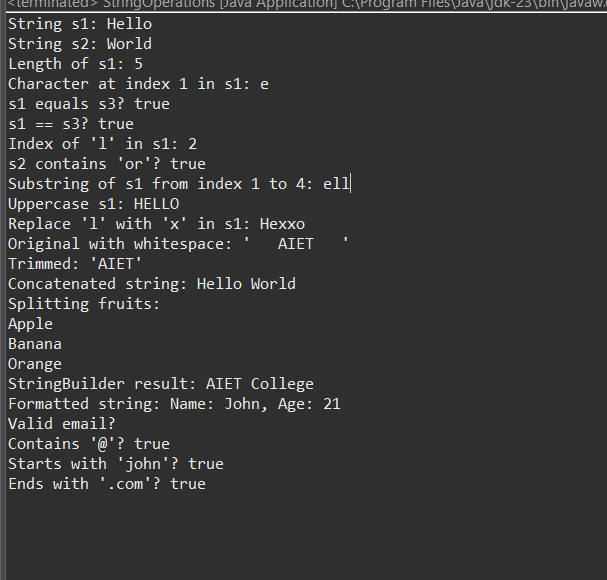 <terminated> StringOperations [Java Application] C:\Program Files\Java\jdk-23\bin\javaw.e
String s1: Hello
String s2: World
Length of s1: 5
Character at index 1 in s1: e
s1 equals s3? true
s1 == s3? true
Index of 'l' in s1: 2
s2 contains 'or'? true
Substring of s1 from index 1 to 4: ell
Uppercase s1: HELLO
Replace 'l' with 'x' in s1: Hexxo
Original with whitespace: '   AIET   '
Trimmed: 'AIET'
Concatenated string: Hello World
Splitting fruits:
Apple
Banana
Orange
StringBuilder result: AIET College
Formatted string: Name: John, Age: 21
Valid email?
Contains '@'? true
Starts with 'john'? true
Ends with '.com'? true